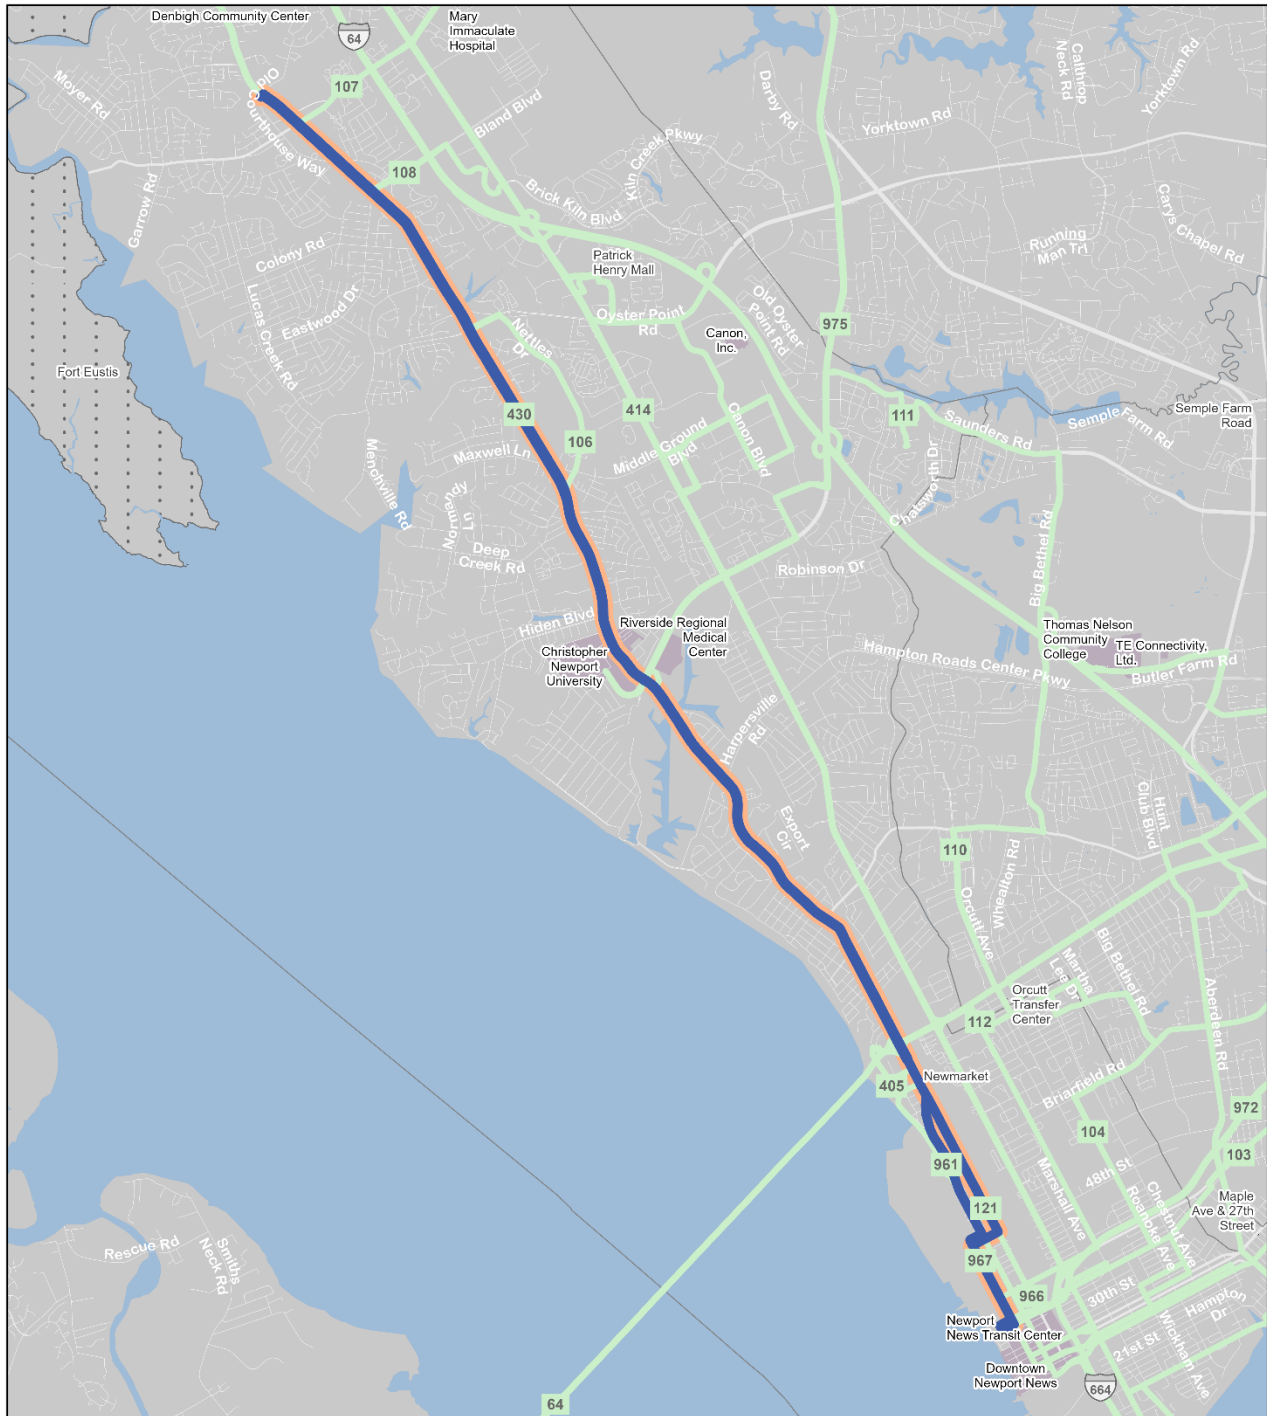 Denbigh Community Center
Mary
Immaculate
Hospital
64
107
Moyer Rd
Courthouse Way
Bland Blvd
Darby Rd
Calthrop
Neck Rd
Yorktown Rd
Yorktown Rd
108
Kiln Creek Pkwy
Brick Kiln Blvd
Garrow Rd
Carys Chapel Rd
Running
Man Trl
Colony Rd
Patrick
Henry Mall
Lucas Creek Rd
Eastwood Dr
Oyster Point
Rd
Old Oyster
Point Rd
Nettles
Dr
Canon,
Inc.
975
Fort Eustis
430
414
106
111
Canon Blvd
Saunders Rd
Semple Farm Rd
Semple Farm
Road
Middle Ground
Blvd
Maxwell Ln
Menchville Rd
Normandy
Ln
Chatsworth Dr
Deep
Creek Rd
Robinson Dr
Big Bethel Rd
Hiden Blvd
Riverside Regional
Medical
Center
Christopher
Newport
University
Thomas Nelson
Community
College
TE Connectivity,
Ltd.
Hampton Roads Center Pkwy
Butler Farm Rd
Harpersville
Rd
Export
Cir
Hunt
Club Blvd
110
Whealton Rd
Orcutt Ave
Big Bethel Rd
Martha
Lee Dr
Orcutt
Transfer
Center
112
Aberdeen Rd
405
Newmarket
Briarfield Rd
972
104
103
961
48th St
Marshall Ave
Chestnut Ave
Roanoke Ave
121
Maple
Ave & 27th
Street
Rescue Rd
Smiths
Neck Rd
967
966
30th St
Hampton
Dr
Newport
News Transit Center
21st St
Wickham Ave
Downtown
Newport News
664
64